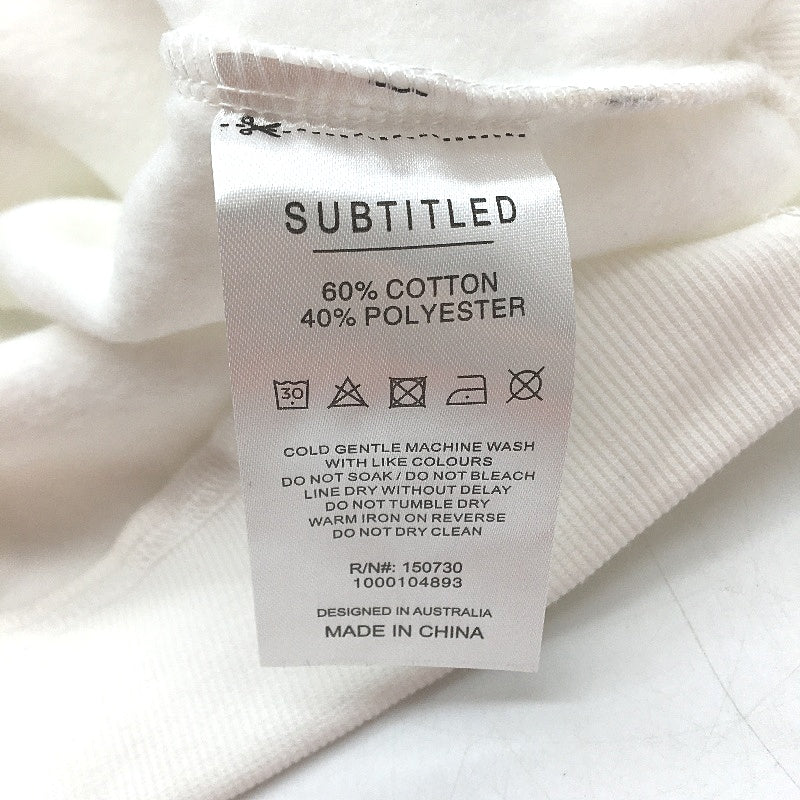 SUBTITLED
60% COTTON
40% POLYESTER
30
COLD GENTLE MACHINE WASH
WITH LIKE COLOURS
DO NOT SOAK / DO NOT BLEACH
LINE DRY WITHOUT DELAY
DO NOT TUMBLE DRY
WARM IRON ON REVERSE
DO NOT DRY CLEAN
R/N#: 150730
1000104893
DESIGNED IN AUSTRALIA
MADE IN CHINA